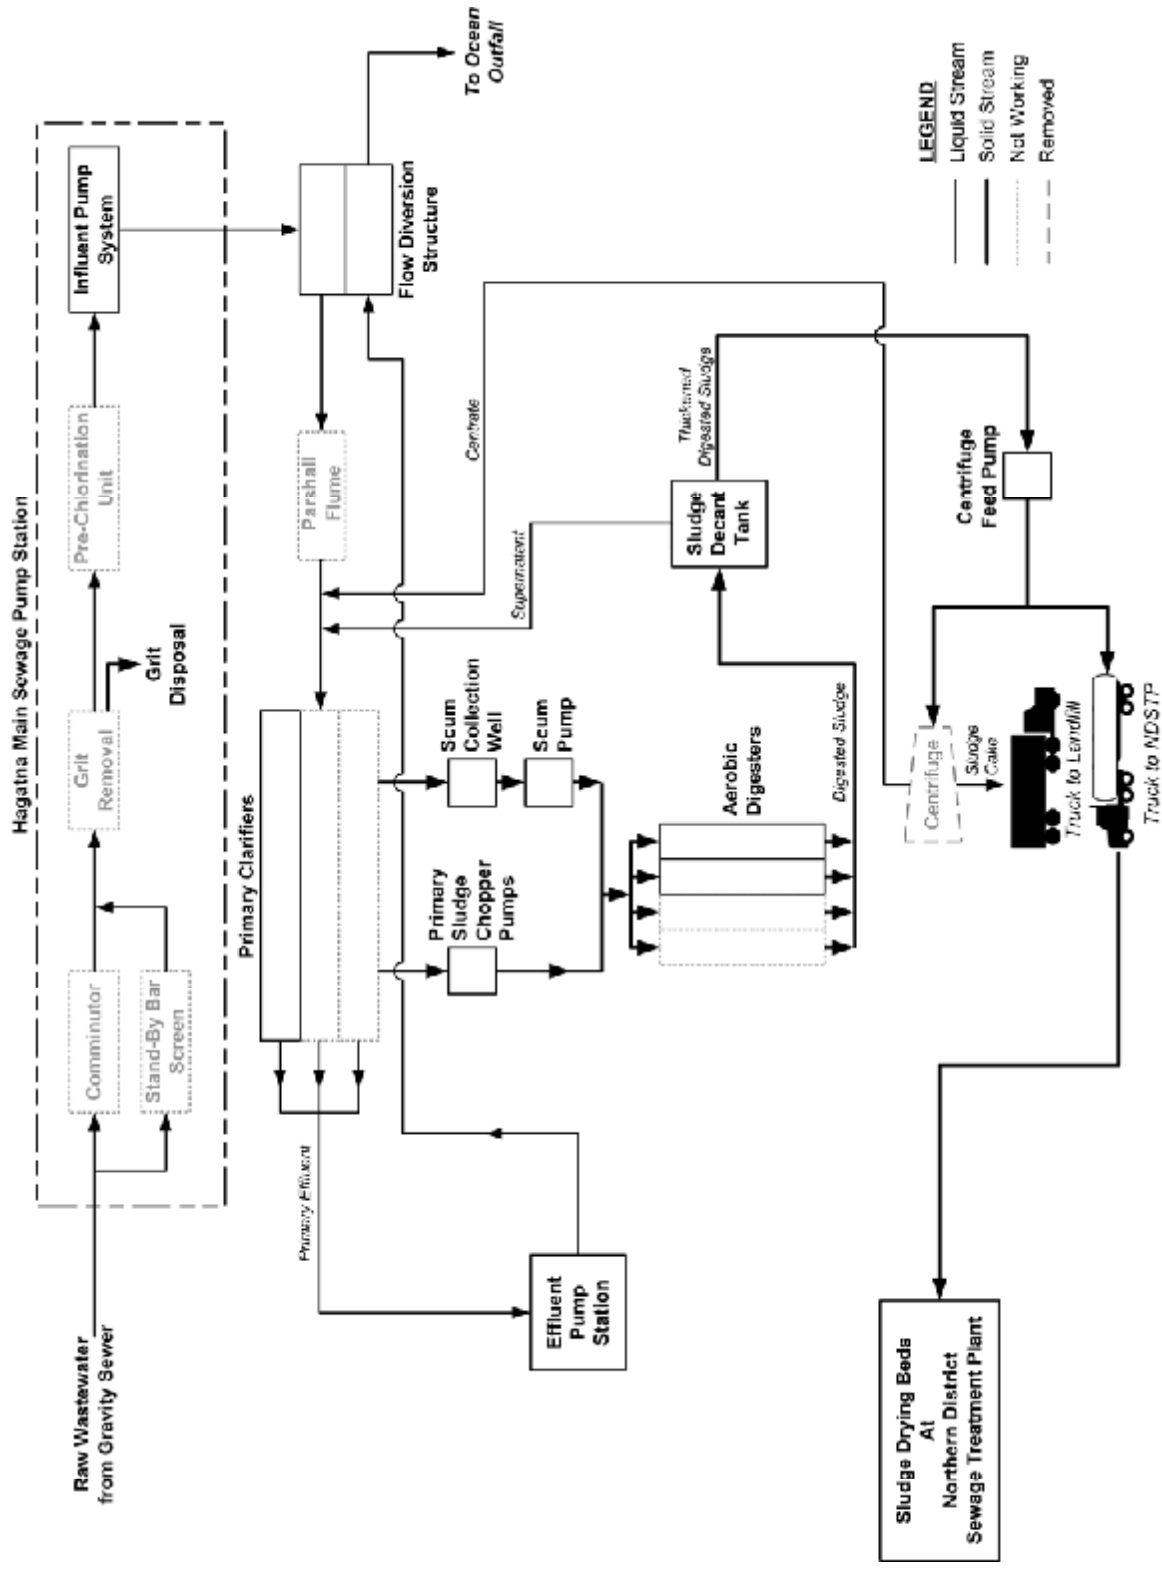 Hagatna Main Sewage Pump Station
Raw Wastewater
from Gravity Sewer
Comminutor
Stand-By Bar
Screen
Grit
Removal
Grit
Disposal
Pre-Chlorination
Unit
Influent Pump
System
Primary Clarifiers
Parshall
Flume
Flow Diversion
Structure
To Ocean
Outfall
Primary Effluent
Effluent
Pump
Station
Primary
Sludge
Chopper
Pumps
Scum
Collection
Well
Scum
Pump
Supernatent
Centrate
Aerobic
Digesters
Digested Sludge
Sludge
Decant
Tank
Thickened
Digested Sludge
Centrifuge
Feed Pump
Centrifuge
Sludge
Cake
Truck to Landfill
Truck to NDSTP
Sludge Drying Beds
At
Northern District
Sewage Treatment Plant
LEGEND
Liquid Stream
Solid Stream
Not Working
Removed